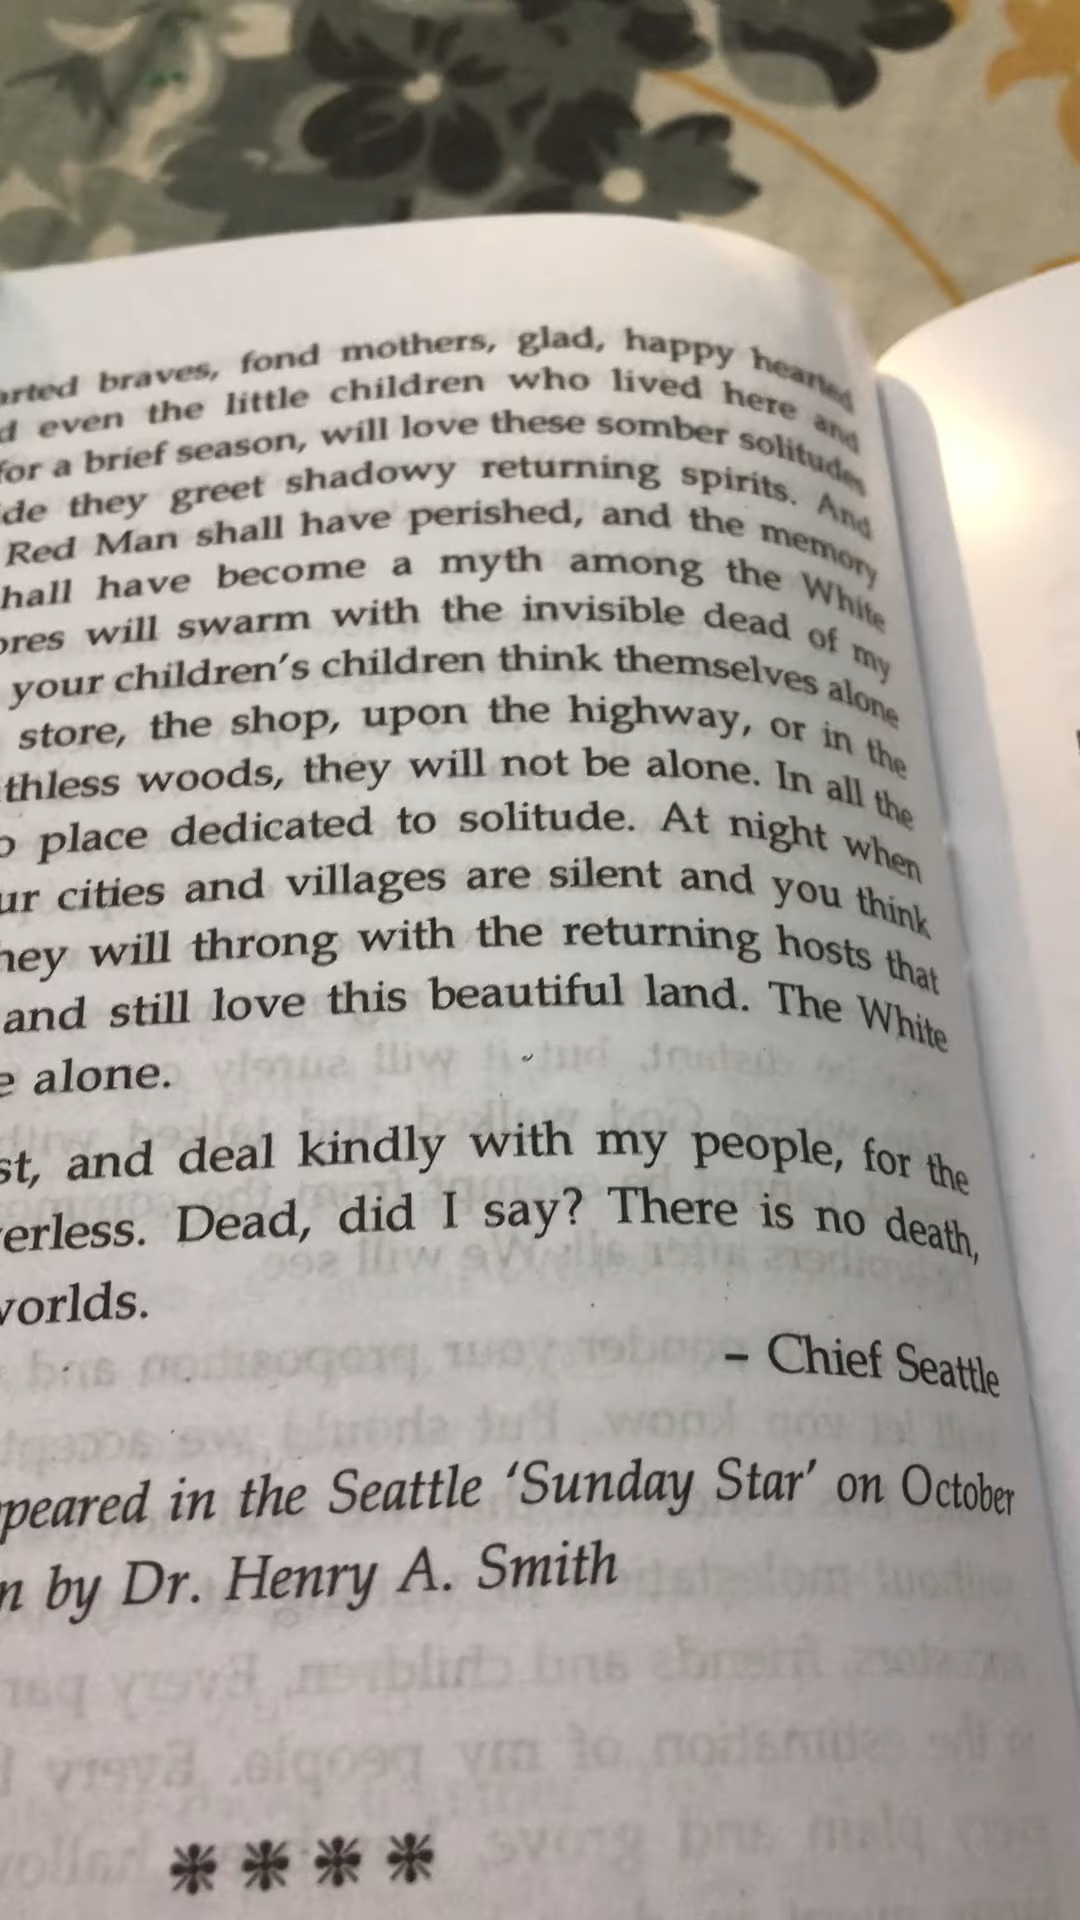 arted braves, fond mothers, glad, happy hearted
d even the little children who lived here and
for a brief season, will love these somber solitudes
ide they greet shadowy returning spirits. And
Red Man shall have perished, and the memory
hall have become a myth among the White
ores will swarm with the invisible dead of my
your children's children think themselves alone
store, the shop, upon the highway, or in the
thless woods, they will not be alone. In all the
o place dedicated to solitude. At night when
ur cities and villages are silent and you think
hey will throng with the returning hosts that
and still love this beautiful land. The White
e alone.
st, and deal kindly with my people, for the
erless. Dead, did I say? There is no death,
worlds.
– Chief Seattle
peared in the Seattle 'Sunday Star' on October
n by Dr. Henry A. Smith